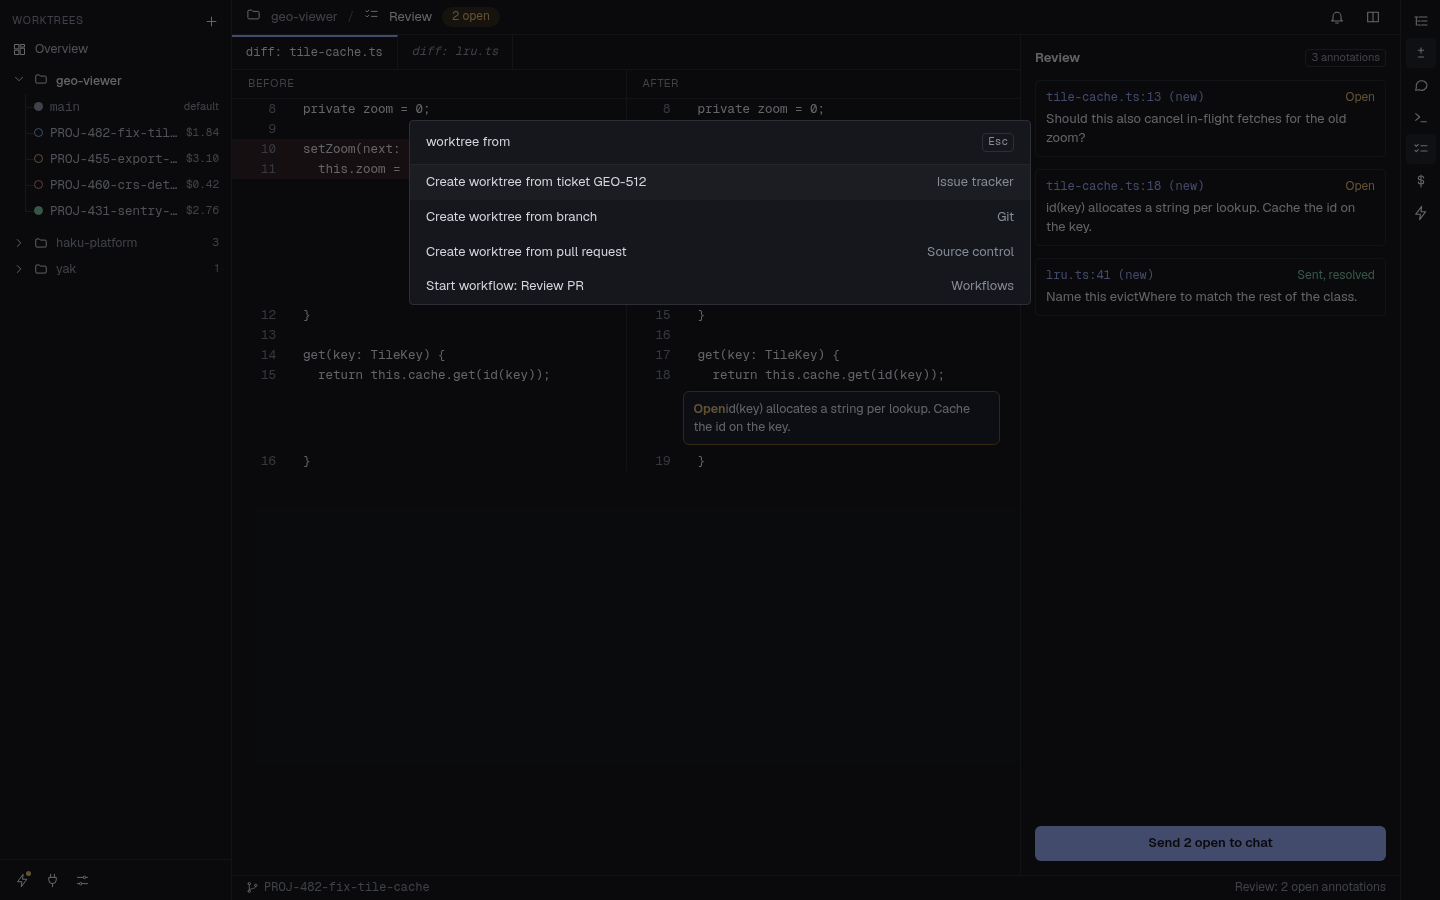 WORKTREES
Overview
geo-viewer
main default
PROJ-482-fix-til… $1.84
PROJ-455-export-… $3.10
PROJ-460-crs-det… $0.42
PROJ-431-sentry-… $2.76
haku-platform 3
yak 1
geo-viewer / Review 2 open
diff: tile-cache.ts diff: lru.ts
BEFORE AFTER
8 private zoom = 0; 8 private zoom = 0;
9
10 setZoom(next:
11 this.zoom =
worktree from Esc
Create worktree from ticket GEO-512 Issue tracker
Create worktree from branch Git
Create worktree from pull request Source control
Start workflow: Review PR Workflows
12 } 15 }
13 16
14 get(key: TileKey) { 17 get(key: TileKey) {
15 return this.cache.get(id(key)); 18 return this.cache.get(id(key));
Openid(key) allocates a string per lookup. Cache
the id on the key.
16 } 19 }
Review 3 annotations
tile-cache.ts:13 (new) Open
Should this also cancel in-flight fetches for the old
zoom?
tile-cache.ts:18 (new) Open
id(key) allocates a string per lookup. Cache the id on
the key.
lru.ts:41 (new) Sent, resolved
Name this evictWhere to match the rest of the class.
Send 2 open to chat
PROJ-482-fix-tile-cache Review: 2 open annotations